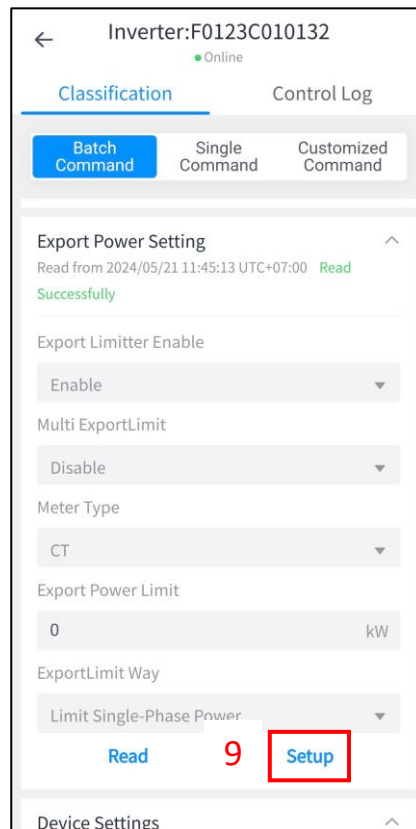 Inverter:F0123C010132
Online
Classification Control Log
Batch Command Single Command Customized Command
Export Power Setting
Read from 2024/05/21 11:45:13 UTC+07:00 Read
Successfully
Export Limitter Enable
Enable
Multi ExportLimit
Disable
Meter Type
CT
Export Power Limit
0 kW
ExportLimit Way
Limit Single-Phase Power
Read 9 Setup
Device Settings